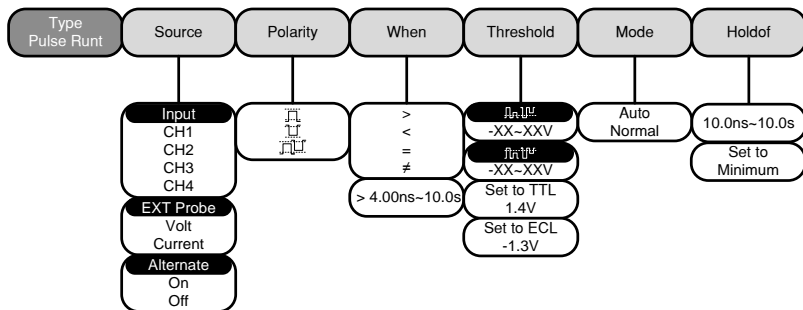 Type
Pulse Runt
Source
Polarity
When
Threshold
Mode
Holdof
Input
CH1
CH2
CH3
CH4
EXT Probe
Volt
Current
Alternate
On
Off
>
<
=
≠
> 4.00ns~10.0s
-XX~XXV
-XX~XXV
Set to TTL
1.4V
Set to ECL
-1.3V
Auto
Normal
10.0ns~10.0s
Set to
Minimum